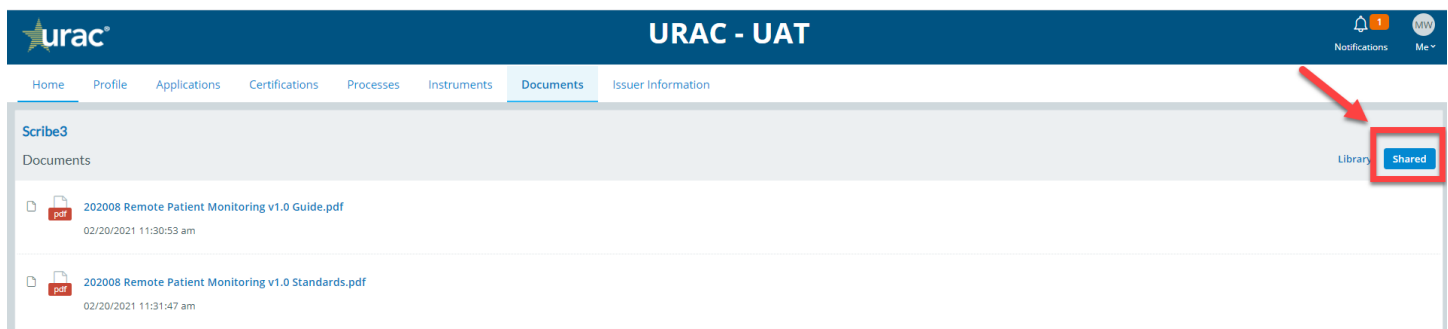 urac®
URAC - UAT
1
MW
Notifications
Me
Home Profile Applications Certifications Processes Instruments Documents Issuer Information
Scribe3
Documents
Library Shared
pdf 202008 Remote Patient Monitoring v1.0 Guide.pdf
02/20/2021 11:30:53 am
pdf 202008 Remote Patient Monitoring v1.0 Standards.pdf
02/20/2021 11:31:47 am